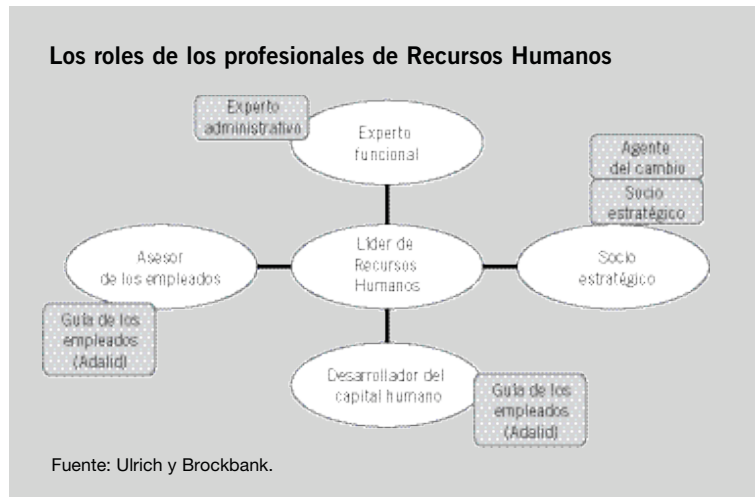 Los roles de los profesionales de Recursos Humanos
Experto
administrativo
Experto
funcional
Agente
del cambio
Socio
estratégico
Asesor
de los empleados
Líder de
Recursos
Humanos
Socio
estratégico
Guía de los
empleados
(Adalid)
Desarrollador del
capital humano
Guía de los
empleados
(Adalid)
Fuente: Ulrich y Brockbank.